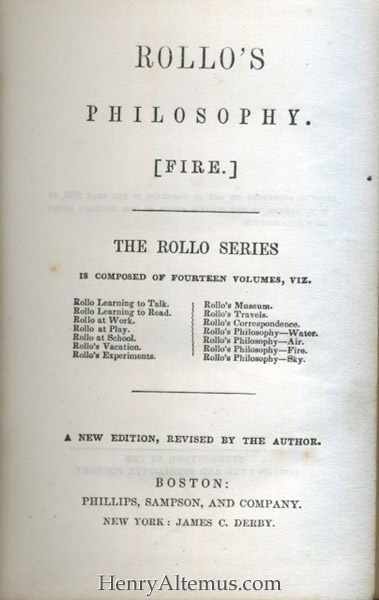 ROLLO'S
PHILOSOPHY.
[FIRE.]
THE ROLLO SERIES
IS COMPOSED OF FOURTEEN VOLUMES, VIZ.
Rollo Learning to Talk.
Rollo Learning to Read.
Rollo at Work.
Rollo at Play.
Rollo at School.
Rollo's Vacation.
Rollo's Experiments.
Rollo's Museum.
Rollo's Travels.
Rollo's Correspondence.
Rollo's Philosophy—Water.
Rollo's Philosophy—Air.
Rollo's Philosophy—Fire.
Rollo's Philosophy—Sky.
A NEW EDITION, REVISED BY THE AUTHOR.
BOSTON:
PHILLIPS, SAMPSON, AND COMPANY.
NEW YORK: JAMES C. DERBY.
HenryAltemus.com